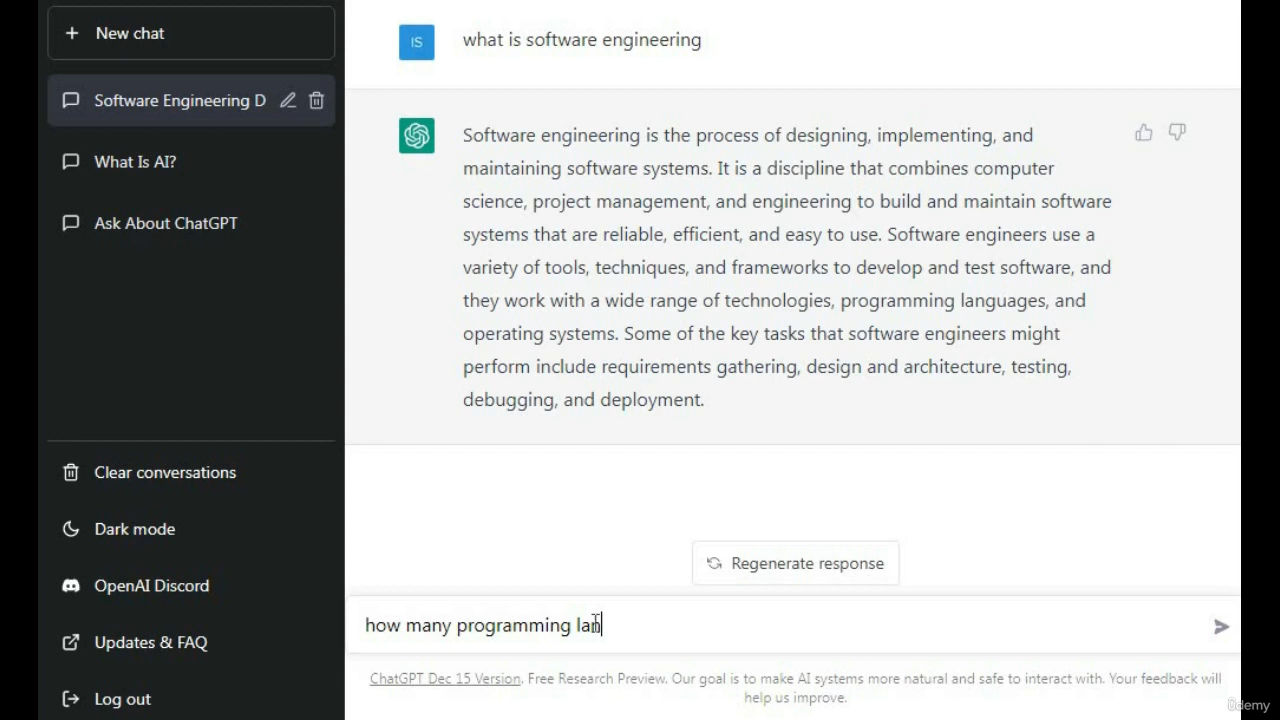 New chat
Software Engineering D
What Is AI?
Ask About ChatGPT
Clear conversations
Dark mode
OpenAI Discord
Updates & FAQ
Log out
IS
what is software engineering
Software engineering is the process of designing, implementing, and
maintaining software systems. It is a discipline that combines computer
science, project management, and engineering to build and maintain software
systems that are reliable, efficient, and easy to use. Software engineers use a
variety of tools, techniques, and frameworks to develop and test software, and
they work with a wide range of technologies, programming languages, and
operating systems. Some of the key tasks that software engineers might
perform include requirements gathering, design and architecture, testing,
debugging, and deployment.
Regenerate response
how many programming lan
ChatGPT Dec 15 Version. Free Research Preview. Our goal is to make AI systems more natural and safe to interact with. Your feedback will
help us improve.
ûdemy